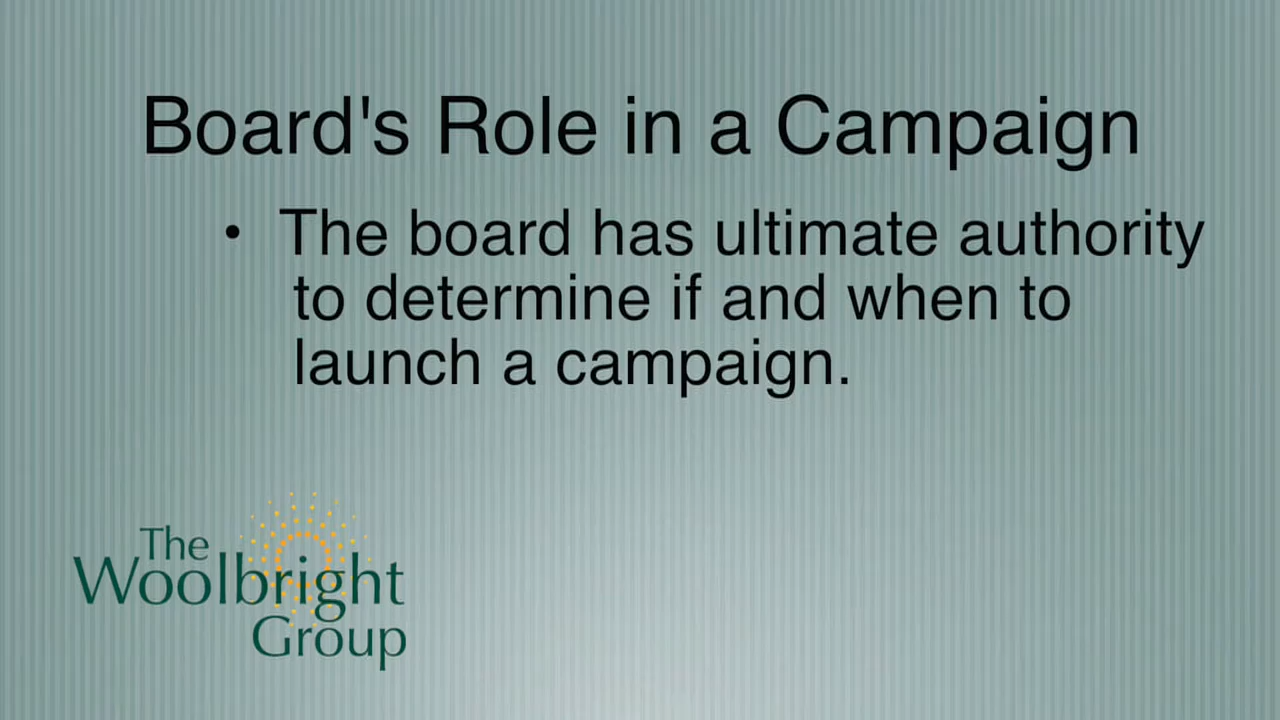 Board's Role in a Campaign
• The board has ultimate authority
to determine if and when to
launch a campaign.
The
Woolbright
Group